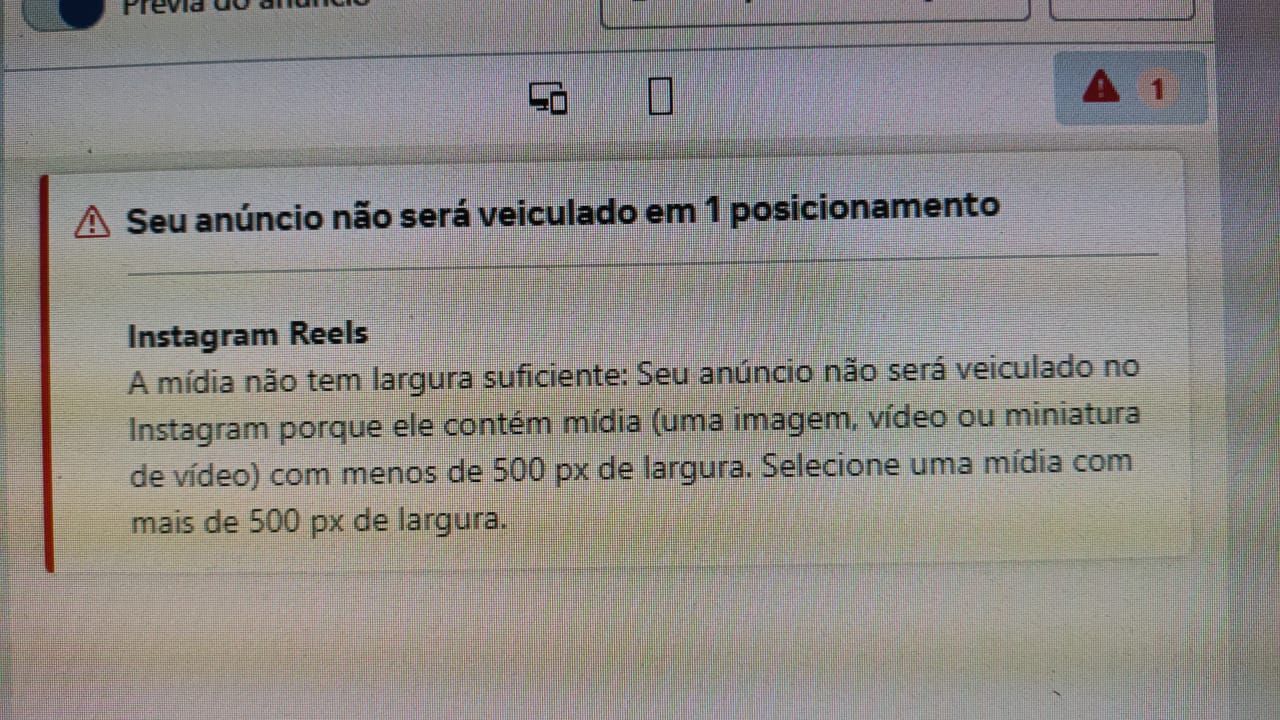 Prévia do anúncio
1
Seu anúncio não será veiculado em 1 posicionamento
Instagram Reels
A mídia não tem largura suficiente: Seu anúncio não será veiculado no
Instagram porque ele contém mídia (uma imagem, vídeo ou miniatura
de vídeo) com menos de 500 px de largura. Selecione uma mídia com
mais de 500 px de largura.